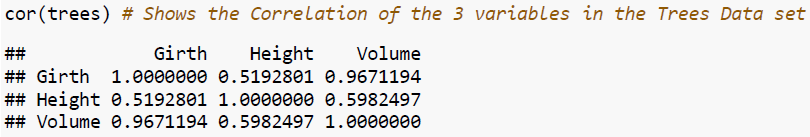 cor(trees) # Shows the Correlation of the 3 variables in the Trees Data set
## Girth Height Volume
## Girth 1.0000000 0.5192801 0.9671194
## Height 0.5192801 1.0000000 0.5982497
## Volume 0.9671194 0.5982497 1.0000000